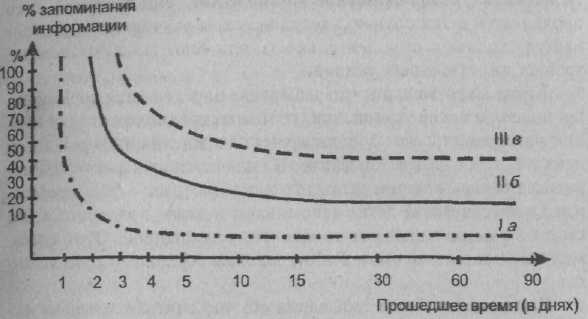 % запоминания
информации
%
100
90
80
70
60
50
40
30
20
10
III в
II б
I а
1 2 3 4 5 10 15 30 60 90
Прошедшее время (в днях)